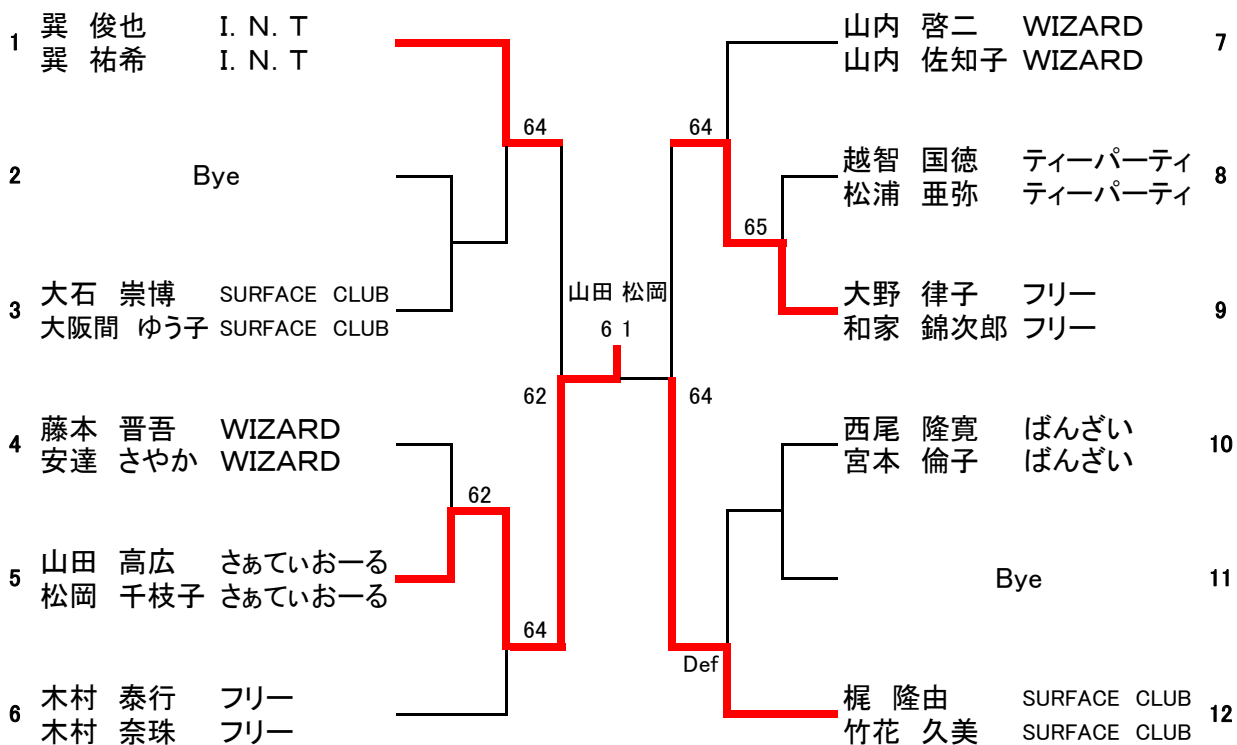 1 巽 俊也 I. N. T
巽 祐希 I. N. T
64
2 Bye
3 大石 崇博 SURFACE CLUB
大阪間 ゆう子 SURFACE CLUB
4 藤本 晋吾 WIZARD
安達 さやか WIZARD
62
5 山田 高広 さぁてぃおーる
松岡 千枝子 さぁてぃおーる
64
6 木村 泰行 フリー
木村 奈珠 フリー
62
山田 松岡
6 1
64
山内 啓二 WIZARD 7
山内 佐知子 WIZARD
64
越智 国徳 ティーパーティ 8
松浦 亜弥 ティーパーティ
65
大野 律子 フリー 9
和家 錦次郎 フリー
西尾 隆寛 ばんざい 10
宮本 倫子 ばんざい
Bye 11
Def
梶 隆由 SURFACE CLUB 12
竹花 久美 SURFACE CLUB